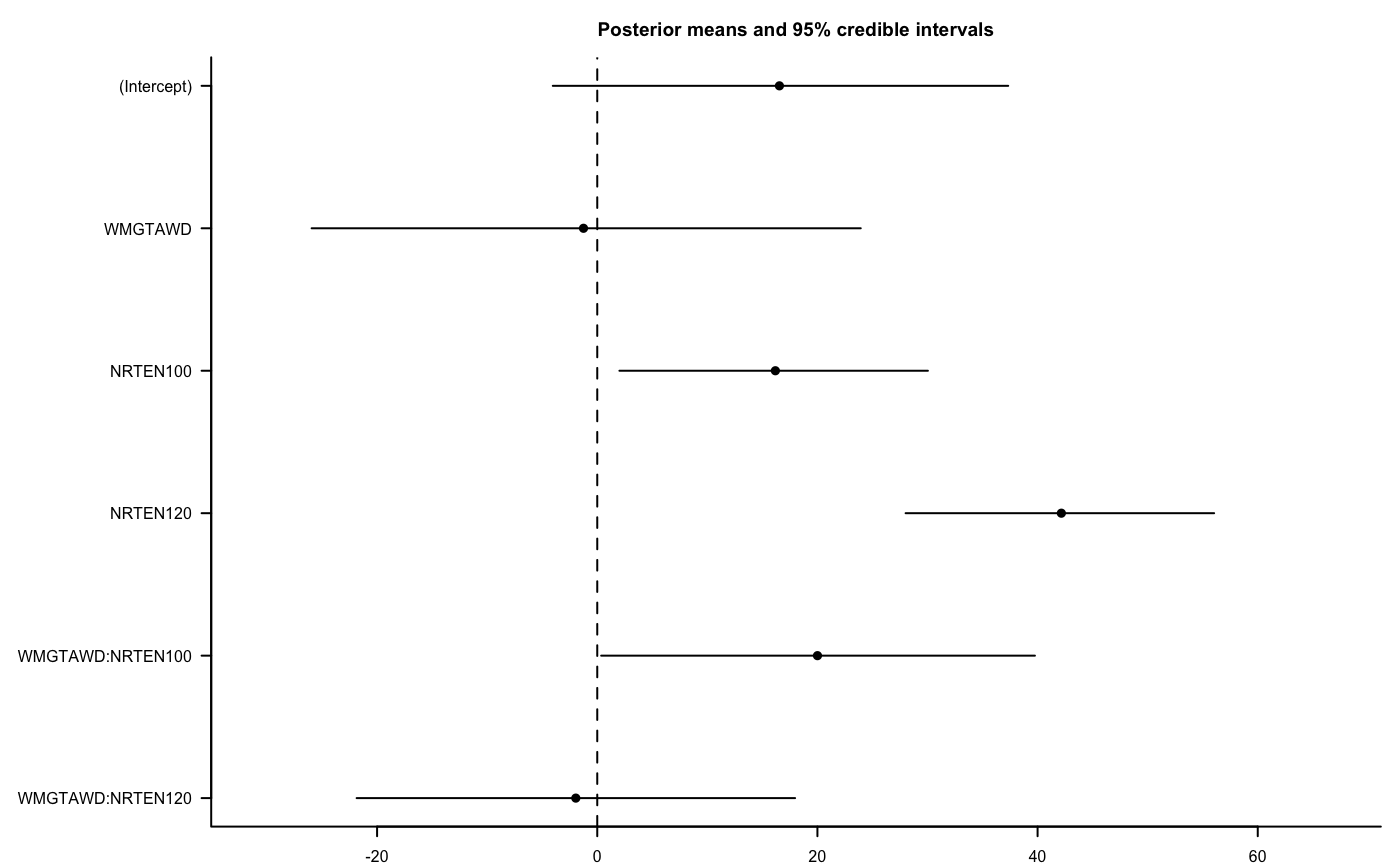 Posterior means and 95% credible intervals
(Intercept)
WMGTAWD
NRTEN100
NRTEN120
WMGTAWD:NRTEN100
WMGTAWD:NRTEN120
-20 0 20 40 60